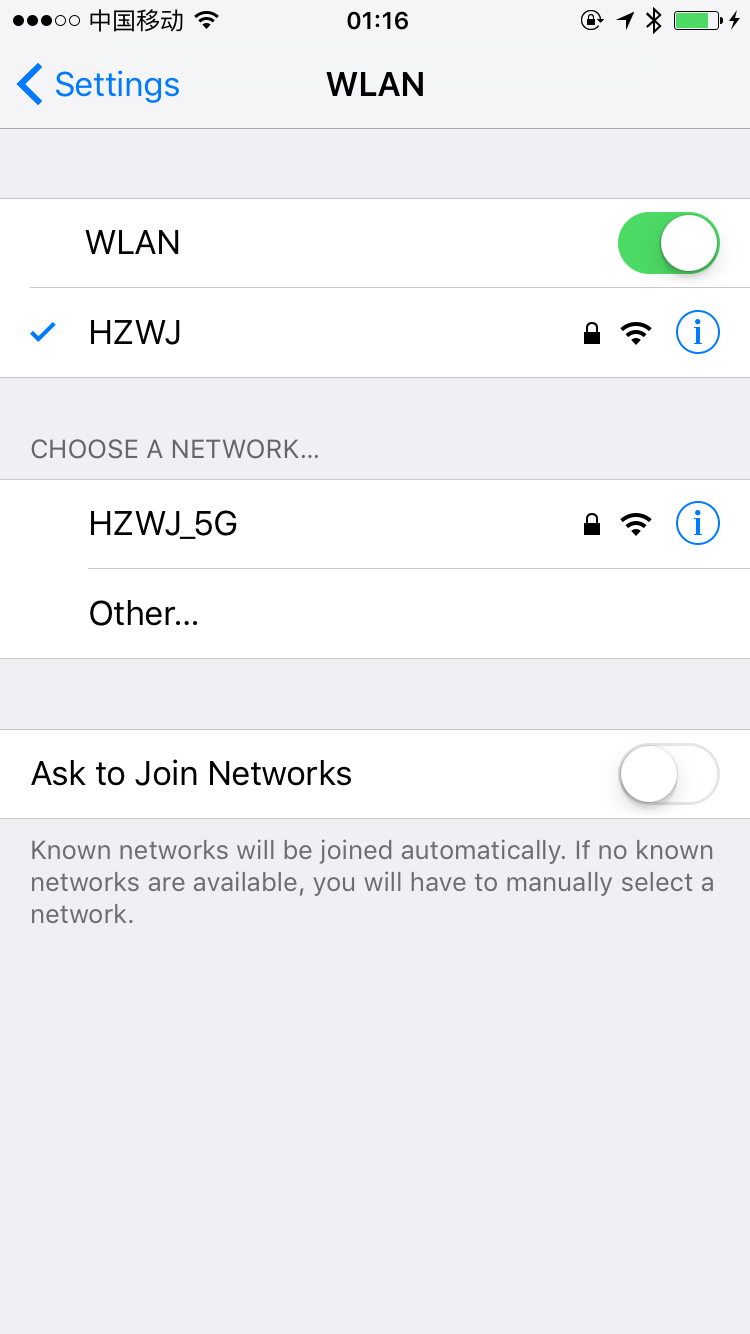 中国移动 01:16
Settings WLAN
WLAN
HZWJ
CHOOSE A NETWORK...
HZWJ_5G
Other...
Ask to Join Networks
Known networks will be joined automatically. If no known
networks are available, you will have to manually select a
network.